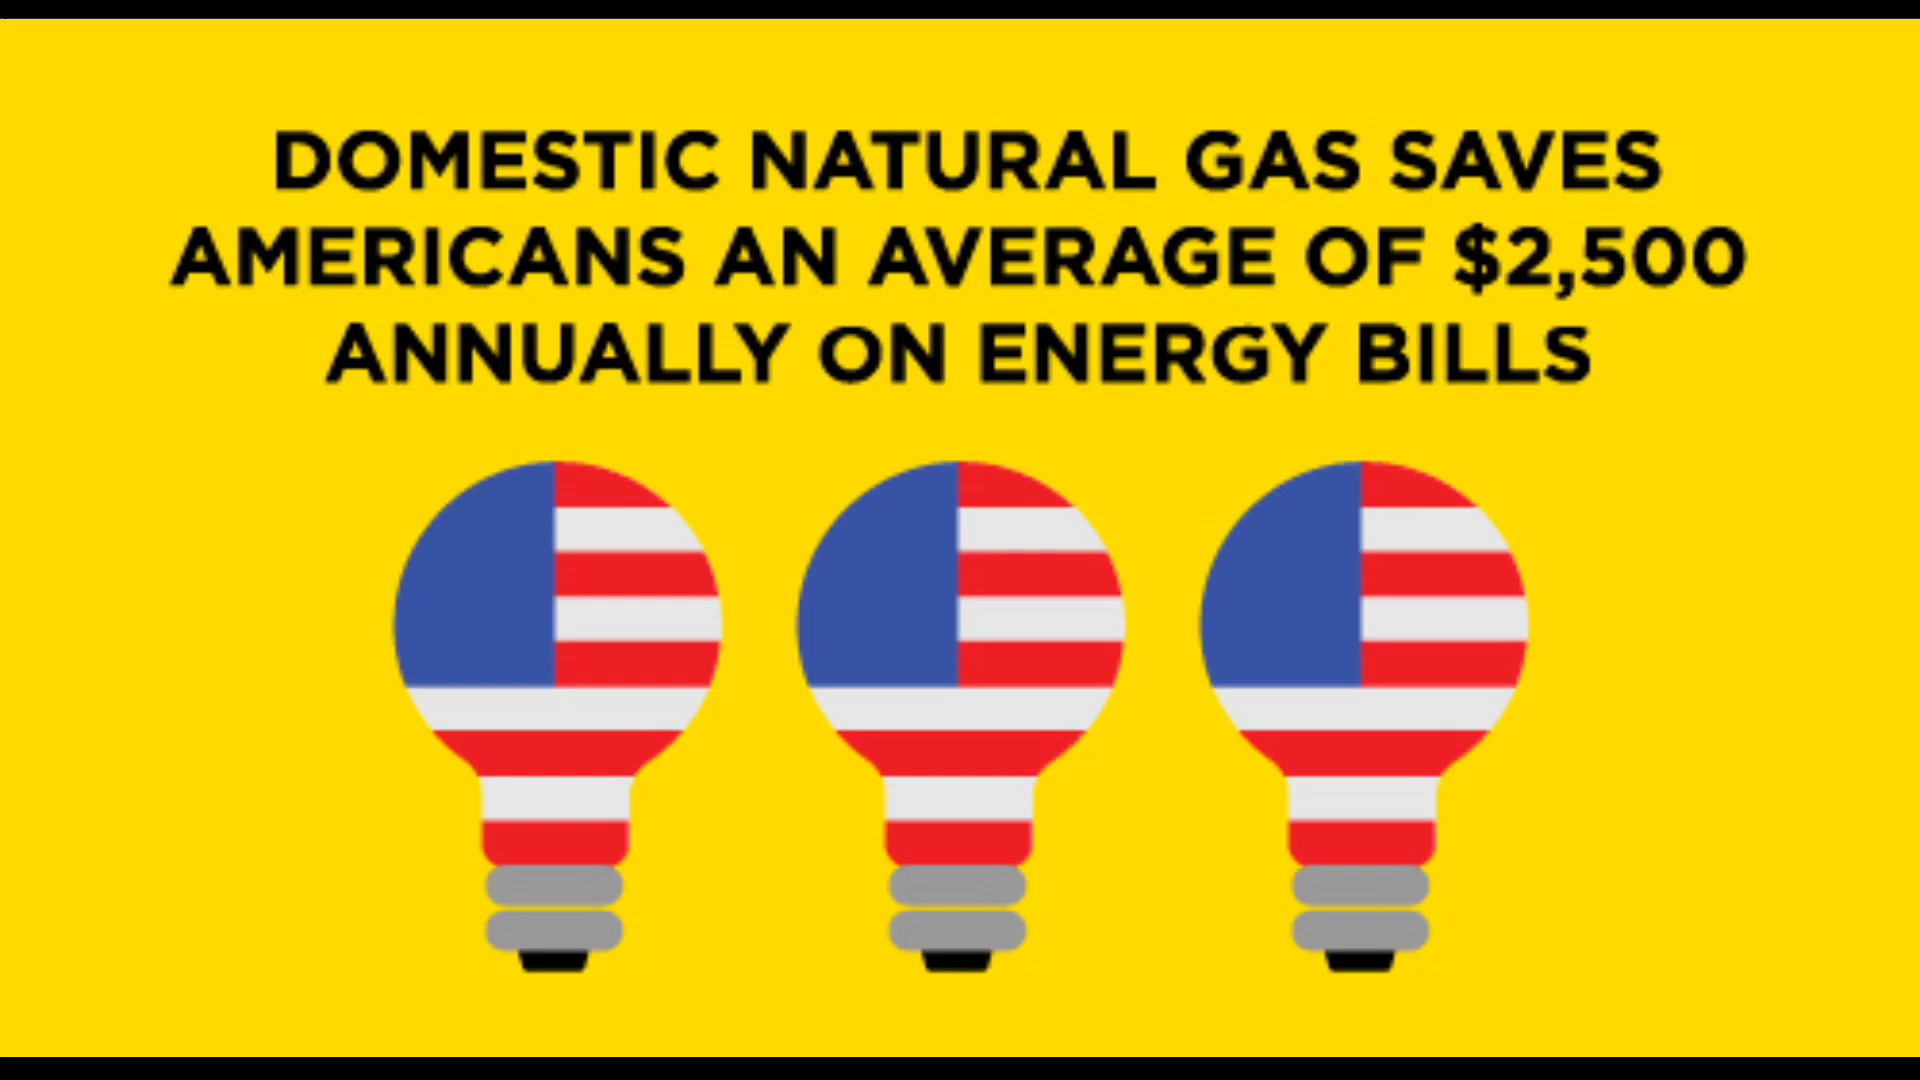 DOMESTIC NATURAL GAS SAVES
AMERICANS AN AVERAGE OF $2,500
ANNUALLY ON ENERGY BILLS